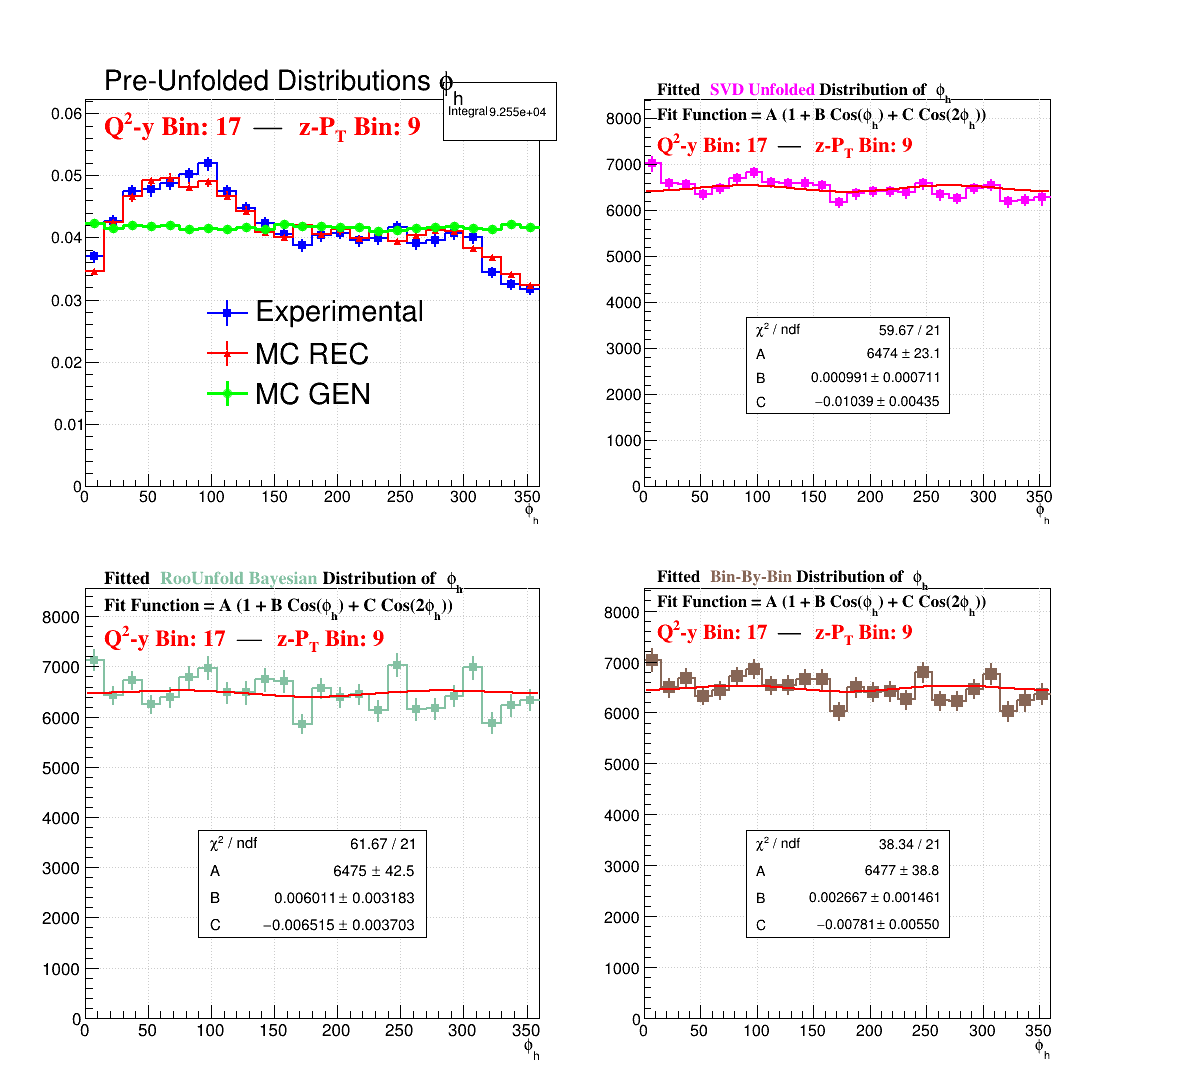 Pre-Unfolded Distributions ϕh
Integral 9.255e+04
Q²-y Bin: 17 — z-PT Bin: 9
0.06
0.05
0.04
0.03
0.02
0.01
0
Experimental
MC REC
MC GEN
0 50 100 150 200 250 300 350
ϕh
Fitted SVD Unfolded Distribution of ϕh
Fit Function = A (1 + B Cos(ϕh) + C Cos(2ϕh))
Q²-y Bin: 17 — z-PT Bin: 9
8000
7000
6000
5000
4000
3000
2000
1000
0
χ² / ndf 59.67 / 21
A 6474 ± 23.1
B 0.000991 ± 0.000711
C −0.01039 ± 0.00435
0 50 100 150 200 250 300 350
ϕh
Fitted RooUnfold Bayesian Distribution of ϕh
Fit Function = A (1 + B Cos(ϕh) + C Cos(2ϕh))
Q²-y Bin: 17 — z-PT Bin: 9
8000
7000
6000
5000
4000
3000
2000
1000
0
χ² / ndf 61.67 / 21
A 6475 ± 42.5
B 0.006011 ± 0.003183
C −0.006515 ± 0.003703
0 50 100 150 200 250 300 350
ϕh
Fitted Bin-By-Bin Distribution of ϕh
Fit Function = A (1 + B Cos(ϕh) + C Cos(2ϕh))
Q²-y Bin: 17 — z-PT Bin: 9
8000
7000
6000
5000
4000
3000
2000
1000
0
χ² / ndf 38.34 / 21
A 6477 ± 38.8
B 0.002667 ± 0.001461
C −0.00781 ± 0.00550
0 50 100 150 200 250 300 350
ϕh